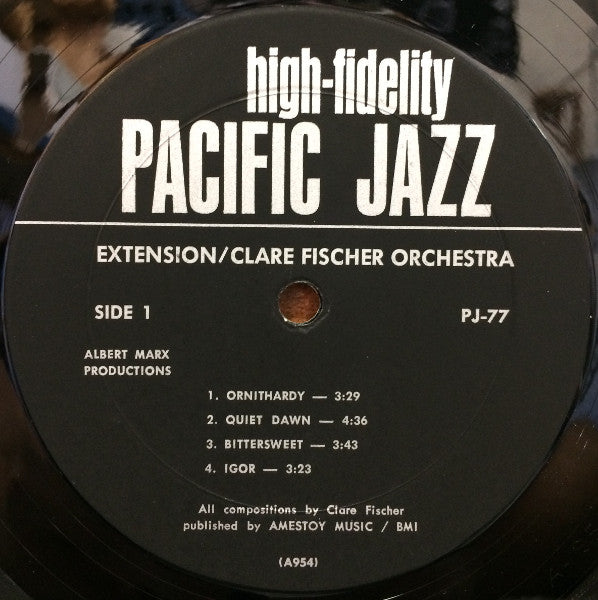 high-fidelity
PACIFIC JAZZ
EXTENSION/CLARE FISCHER ORCHESTRA
SIDE 1 PJ-77
ALBERT MARX
PRODUCTIONS
1. ORNITHARDY — 3:29
2. QUIET DAWN — 4:36
3. BITTERSWEET — 3:43
4. IGOR — 3:23
All compositions by Clare Fischer
published by AMESTOY MUSIC / BMI
(A954)